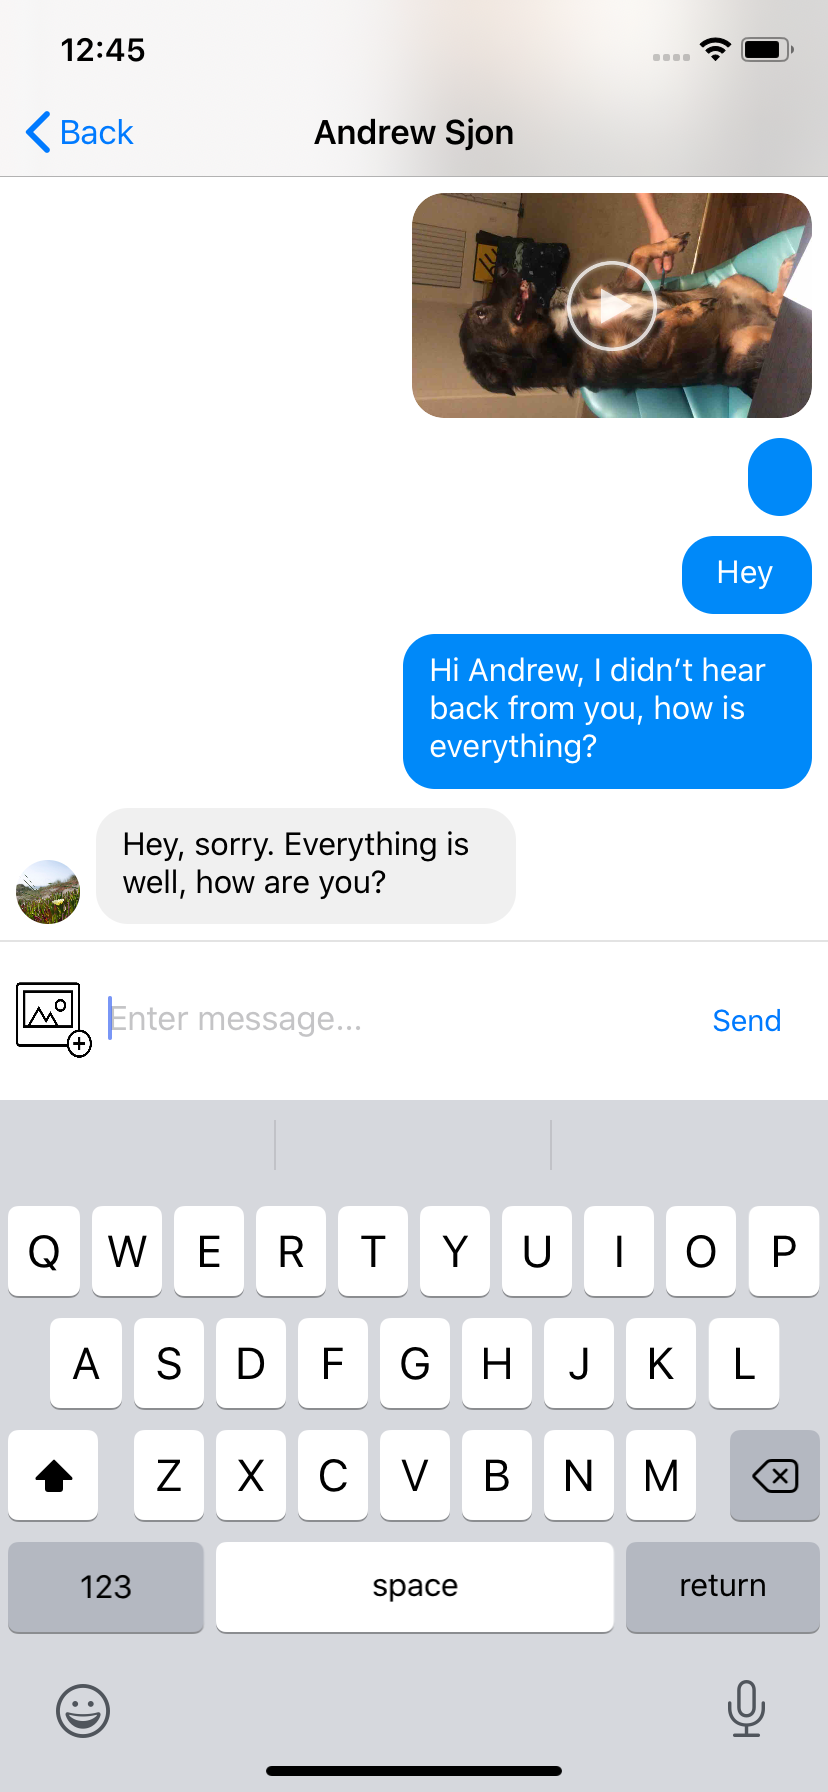 12:45
Back
Andrew Sjon
Hey
Hi Andrew, I didn’t hear
back from you, how is
everything?
Hey, sorry. Everything is
well, how are you?
Enter message...
Send
Q W E R T Y U I O P
A S D F G H J K L
Z X C V B N M
123
space
return